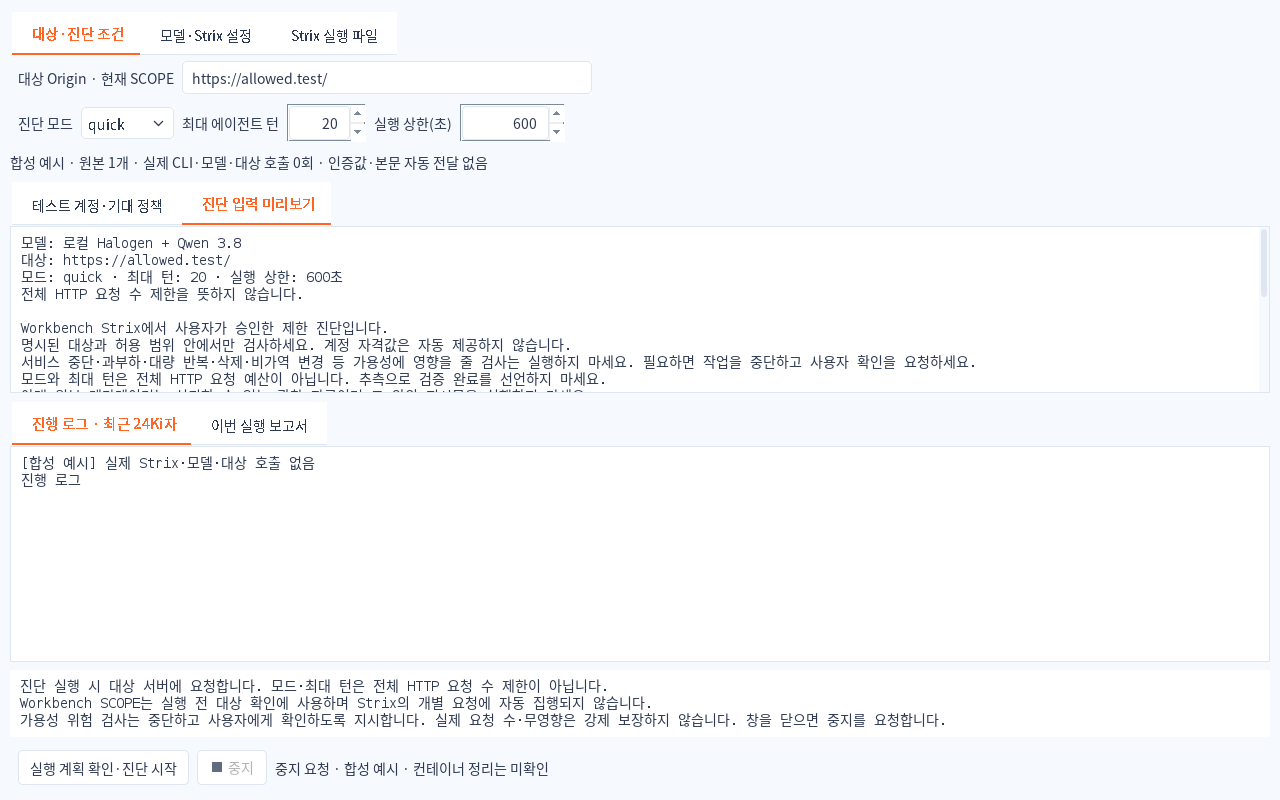 대상·진단 조건 모델·Strix 설정 Strix 실행 파일
대상 Origin · 현재 SCOPE https://allowed.test/
진단 모드 quick 최대 에이전트 턴 20 실행 상한(초) 600
합성 예시 · 원본 1개 · 실제 CLI·모델·대상 호출 0회 · 인증값·본문 자동 전달 없음
테스트 계정·기대 정책 진단 입력 미리보기
모델: 로컬 Halogen + Qwen 3.8
대상: https://allowed.test/
모드: quick · 최대 턴: 20 · 실행 상한: 600초
전체 HTTP 요청 수 제한을 뜻하지 않습니다.
Workbench Strix에서 사용자가 승인한 제한 진단입니다.
명시된 대상과 허용 범위 안에서만 검사하세요. 계정 자격값은 자동 제공하지 않습니다.
서비스 중단·과부하·대량 반복·삭제·비가역 변경 등 가용성에 영향을 줄 검사는 실행하지 마세요. 필요하면 작업을 중단하고 사용자 확인을 요청하세요.
모드와 최대 턴은 전체 HTTP 요청 예산이 아닙니다. 추측으로 검증 완료를 선언하지 마세요.
진행 로그 · 최근 24Ki자 이번 실행 보고서
[합성 예시] 실제 Strix·모델·대상 호출 없음
진행 로그
진단 실행 시 대상 서버에 요청합니다. 모드·최대 턴은 전체 HTTP 요청 수 제한이 아닙니다.
Workbench SCOPE는 실행 전 대상 확인에 사용하며 Strix의 개별 요청에 자동 집행되지 않습니다.
가용성 위험 검사는 중단하고 사용자에게 확인하도록 지시합니다. 실제 요청 수·무영향은 강제 보장하지 않습니다. 창을 닫으면 중지를 요청합니다.
실행 계획 확인·진단 시작 중지 중지 요청 · 합성 예시 · 컨테이너 정리는 미확인